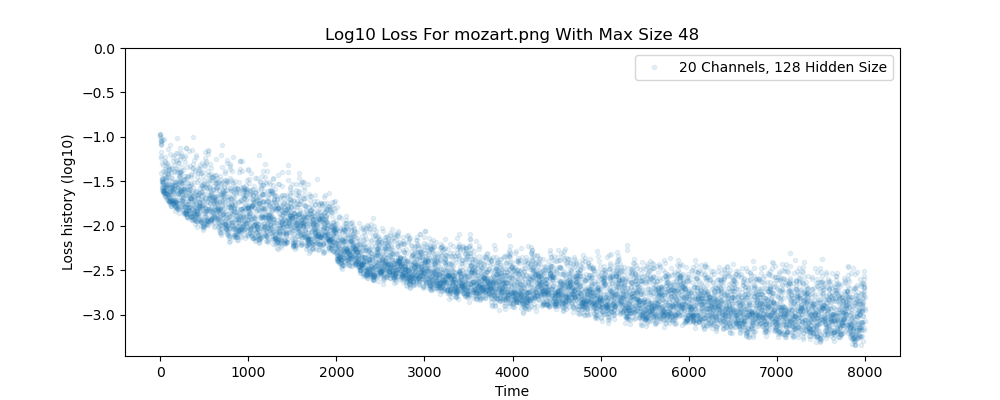 Log10 Loss For mozart.png With Max Size 48
20 Channels, 128 Hidden Size
Loss history (log10)
0.0
−0.5
−1.0
−1.5
−2.0
−2.5
−3.0
0 1000 2000 3000 4000 5000 6000 7000 8000
Time